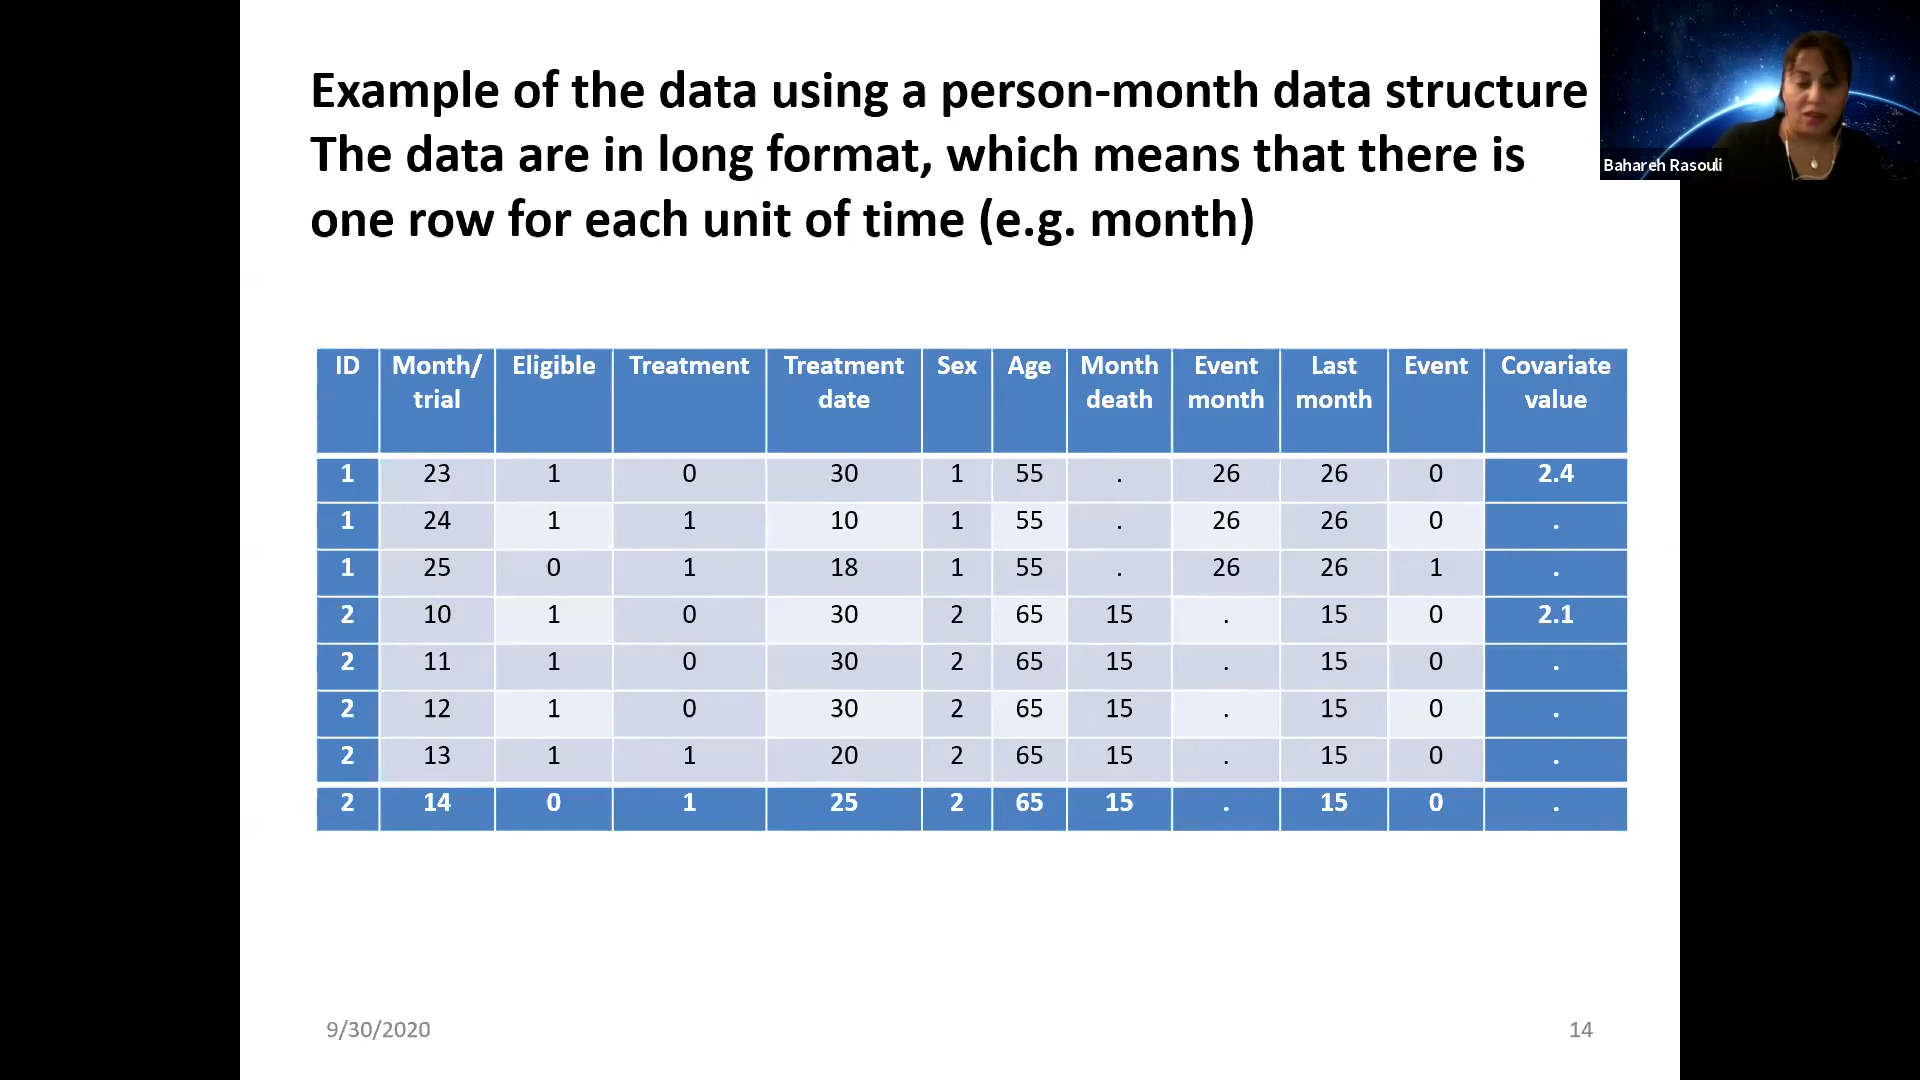 Example of the data using a person-month data structure
The data are in long format, which means that there is
one row for each unit of time (e.g. month)
Bahareh Rasouli
ID Month/ trial Eligible Treatment Treatment date Sex Age Month death Event month Last month Event Covariate value
1 23 1 0 30 1 55 . 26 26 0 2.4
1 24 1 1 10 1 55 . 26 26 0 .
1 25 0 1 18 1 55 . 26 26 1 .
2 10 1 0 30 2 65 15 . 15 0 2.1
2 11 1 0 30 2 65 15 . 15 0 .
2 12 1 0 30 2 65 15 . 15 0 .
2 13 1 1 20 2 65 15 . 15 0 .
2 14 0 1 25 2 65 15 . 15 0 .
9/30/2020
14